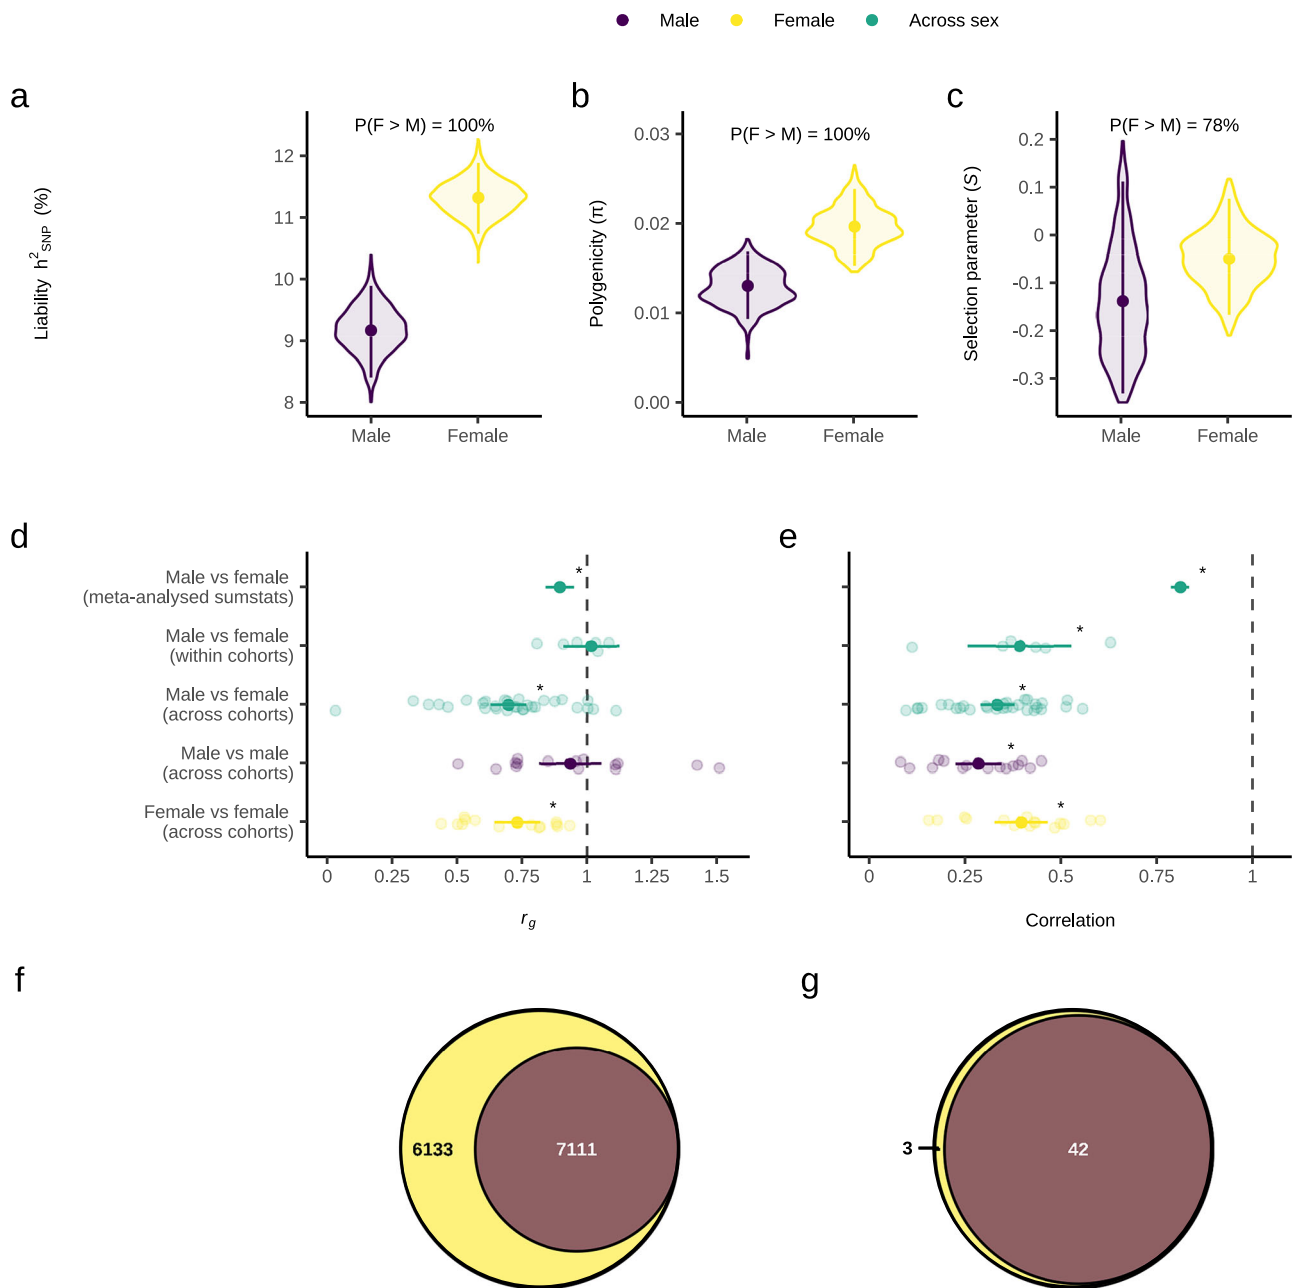 Male Female Across sex
a
P(F > M) = 100%
Liability h²SNP (%)
12
11
10
9
8
Male Female
b
P(F > M) = 100%
Polygenicity (π)
0.03
0.02
0.01
0.00
Male Female
c
P(F > M) = 78%
Selection parameter (S)
0.2
0.1
0
-0.1
-0.2
-0.3
Male Female
d
Male vs female
(meta-analysed sumstats)
Male vs female
(within cohorts)
Male vs female
(across cohorts)
Male vs male
(across cohorts)
Female vs female
(across cohorts)
*
*
*
0 0.25 0.5 0.75 1 1.25 1.5
rg
e
*
*
*
*
*
0 0.25 0.5 0.75 1
Correlation
f
6133 7111
g
3 42